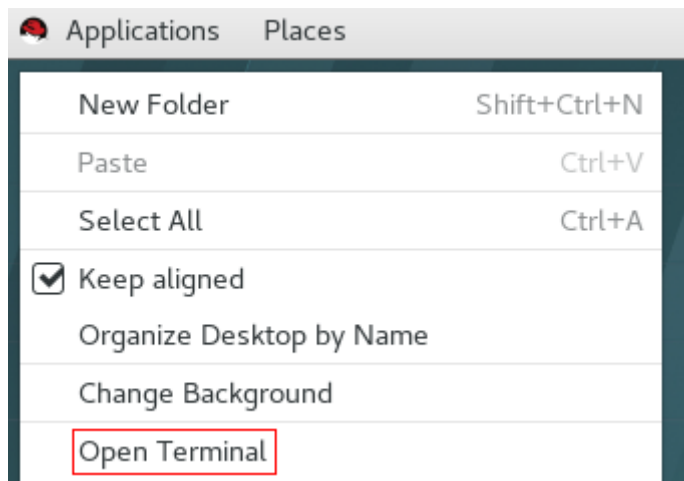 Applications Places
New Folder Shift+Ctrl+N
Paste Ctrl+V
Select All Ctrl+A
Keep aligned
Organize Desktop by Name
Change Background
Open Terminal